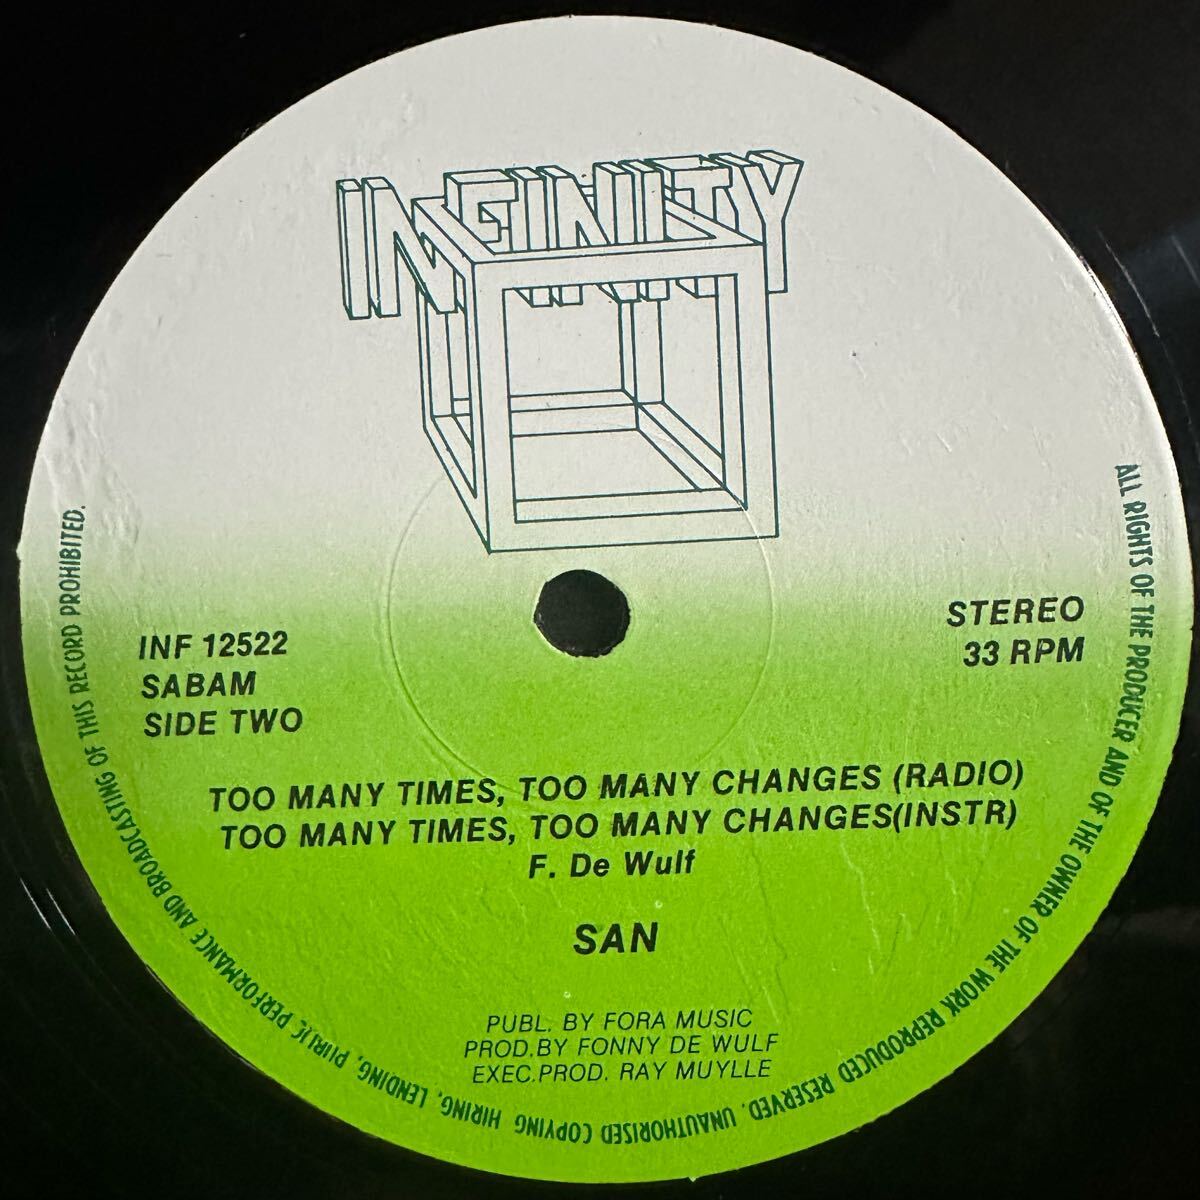 INFINITY
INF 12522
SABAM
SIDE TWO
STEREO
33 RPM
TOO MANY TIMES, TOO MANY CHANGES (RADIO)
TOO MANY TIMES, TOO MANY CHANGES(INSTR)
F. De Wulf
SAN
PUBL. BY FORA MUSIC
PROD.BY FONNY DE WULF
EXEC.PROD. RAY MUYLLE
ALL RIGHTS OF THE PRODUCER AND OF THE OWNER OF THE WORK REPRODUCED RESERVED. UNAUTHORISED COPYING HIRING, LENDING, PUBLIC PERFORMANCE AND BROADCASTING OF THIS RECORD PROHIBITED.